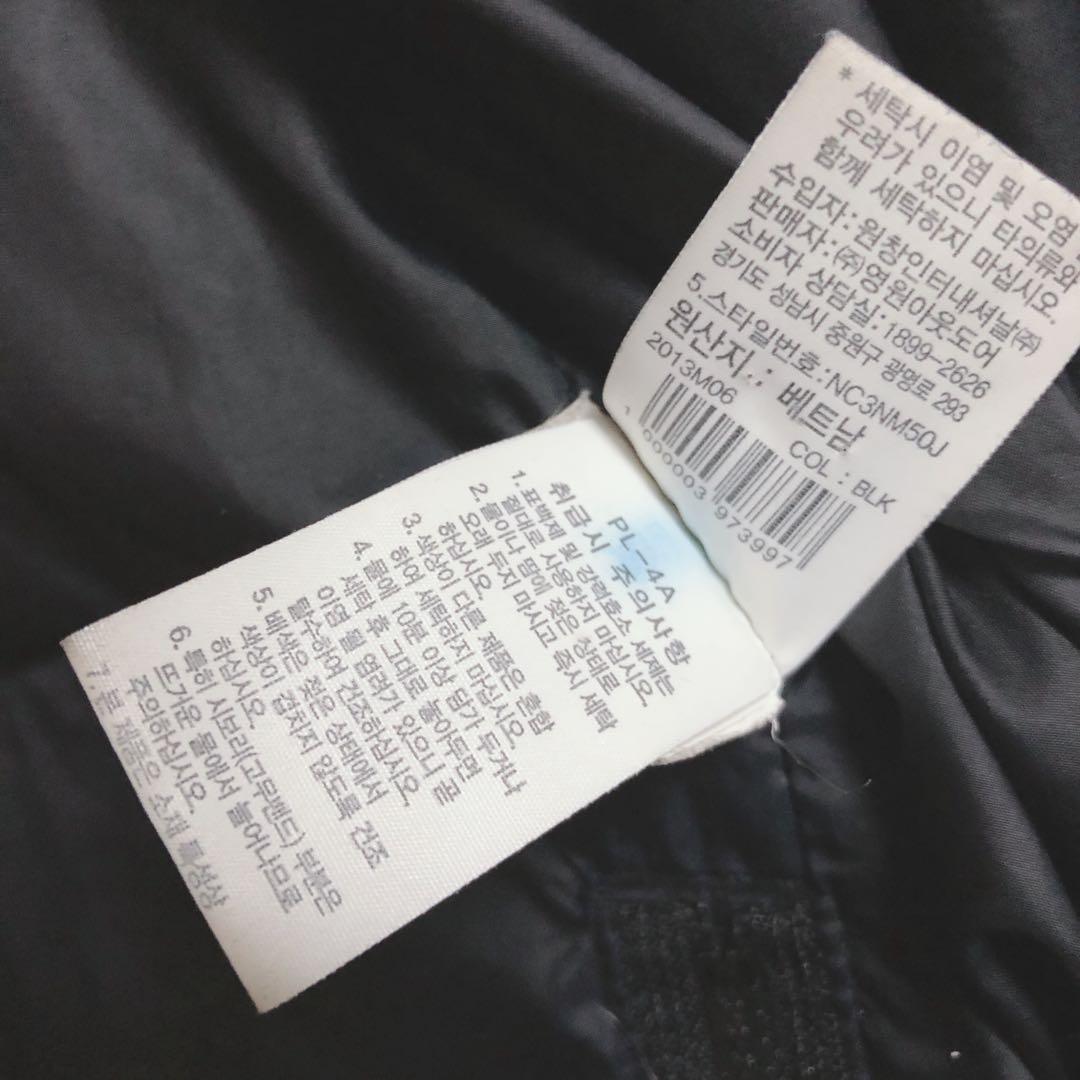 * 세탁시 이염 및 오염
우려가 있으니 타의류와
함께 세탁하지 마십시오.
수입자 : 원창인터내셔날㈜
판매자 : ㈜영원아웃도어
소비자 상담실 : 1899-2626
경기도 성남시 중원구 광명로 293
5.스타일번호 : NC3NM50J
원산지 : 베트남
2013M06 COL : BLK
000003 973997
PL-4A
취급시 주의사항
1. 표백제 및 강력효소 세제는
절대로 사용하지 마십시오.
2. 물이나 땀에 젖은 상태로
오래 두지 마시고 즉시 세탁
하십시오.
3. 색상이 다른 제품은 혼합
하여 세탁하지 마십시오.
4. 물에 10분 이상 담가 두거나
세탁 후 그대로 놓아두면
이염 될 염려가 있으니 곧
탈수하여 건조하십시오.
5. 배색은 젖은 상태에서
색상이 겹치지 않도록 건조
하십시오.
6. 특히 시보리(고무밴드) 부분은
뜨거운 물에서 늘어나므로
주의하십시오.
7. 본 제품은 소재 특성상